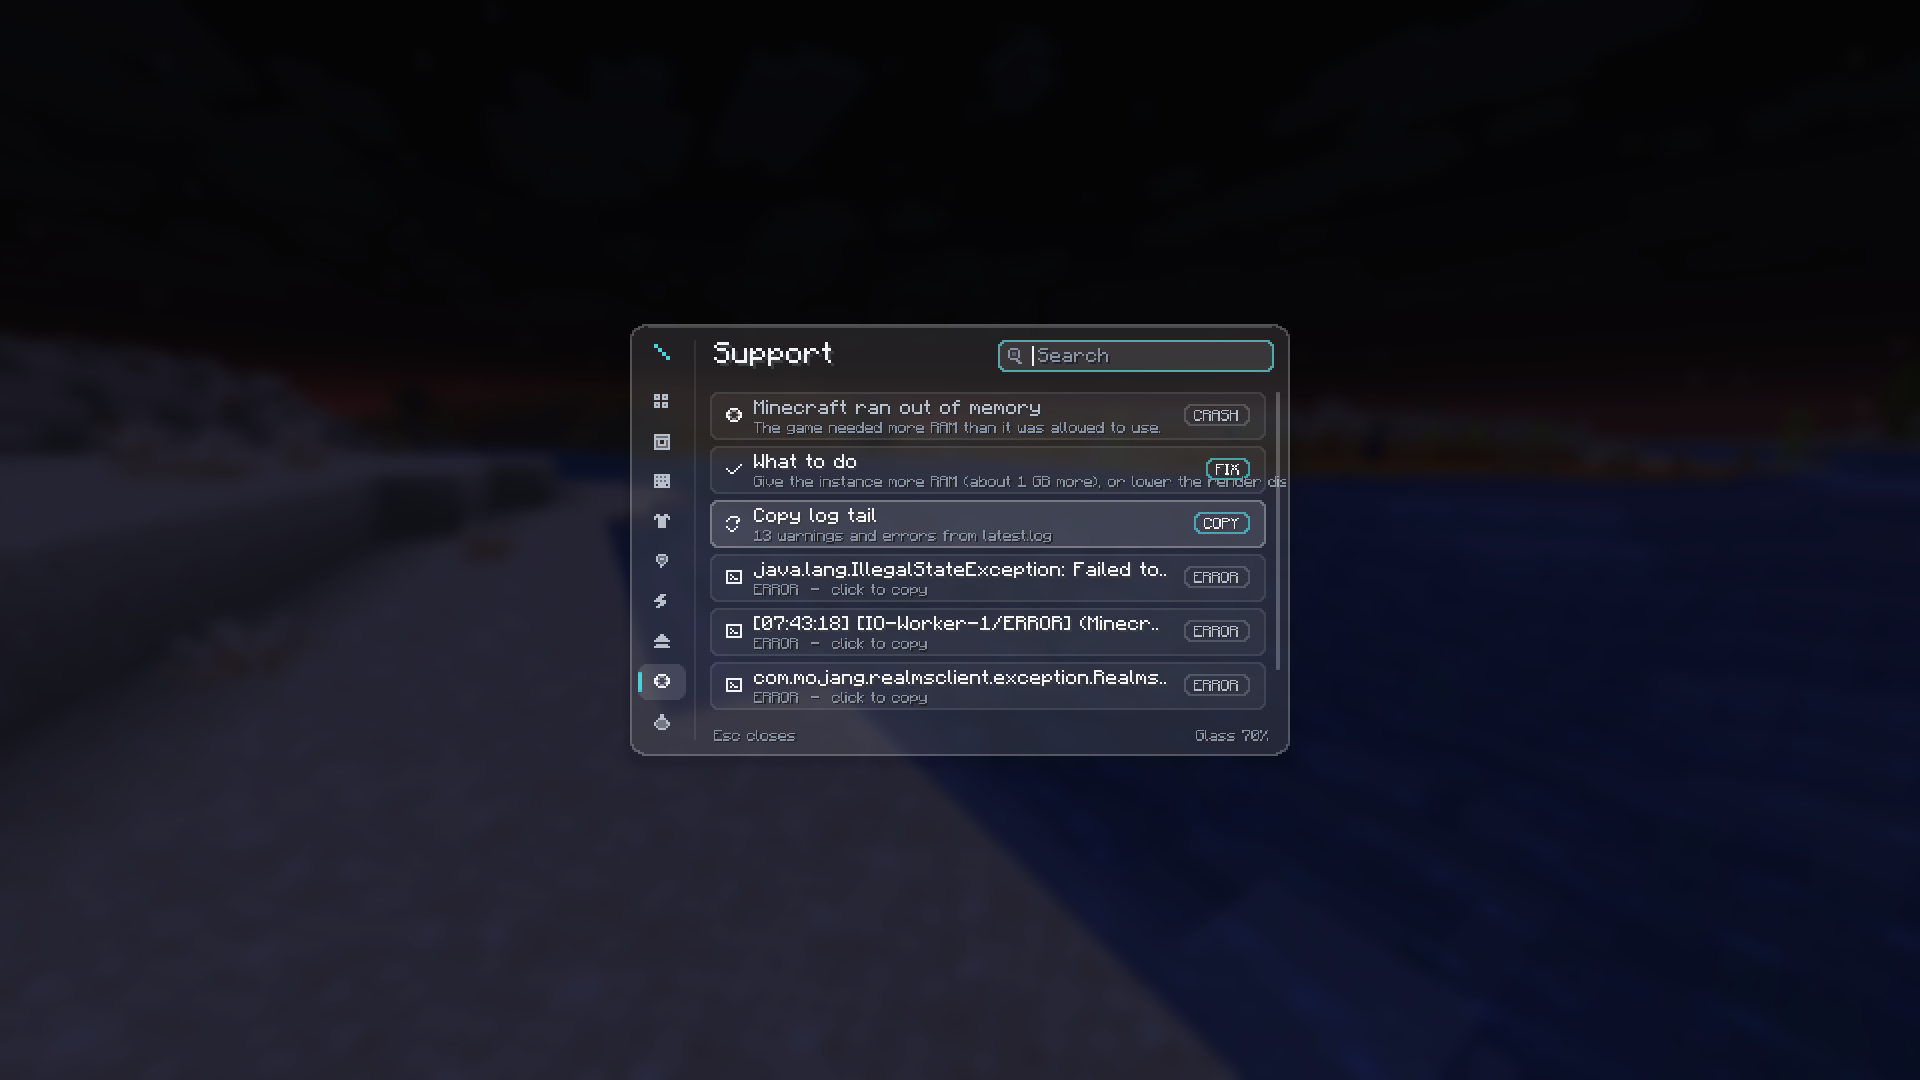 Support
Search
Minecraft ran out of memory
The game needed more RAM than it was allowed to use.
CRASH
What to do
Give the instance more RAM (about 1 GB more), or lower the render dis
FIX
Copy log tail
13 warnings and errors from latest.log
COPY
java.lang.IllegalStateException: Failed to..
ERROR - click to copy
ERROR
[07:43:18] [IO-Worker-1/ERROR] (Minecr..
ERROR - click to copy
ERROR
com.mojang.realmsclient.exception.Realms..
ERROR - click to copy
ERROR
Esc closes
Glass 70%